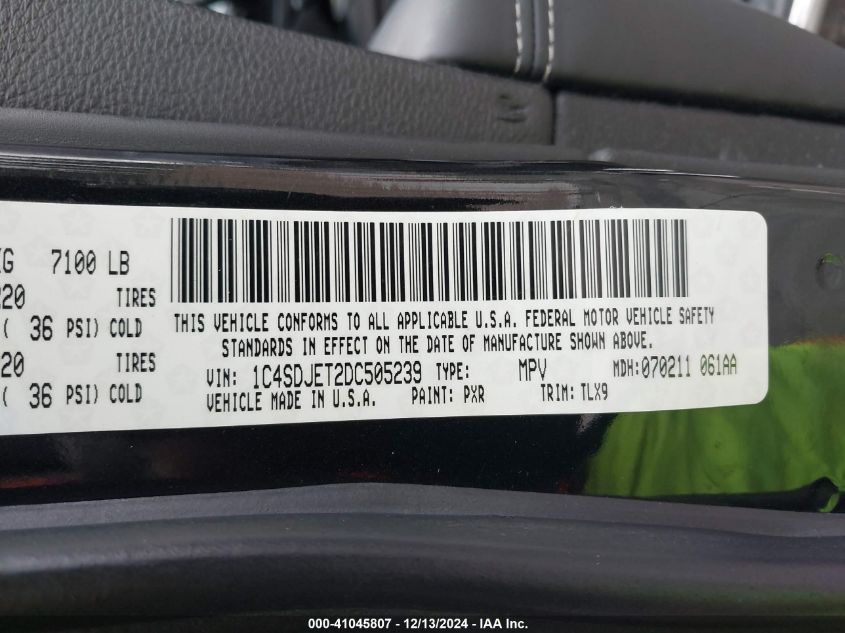 7100 LB
TIRES
( 36 PSI) COLD
TIRES
( 36 PSI) COLD
THIS VEHICLE CONFORMS TO ALL APPLICABLE U.S.A. FEDERAL MOTOR VEHICLE SAFETY
STANDARDS IN EFFECT ON THE DATE OF MANUFACTURE SHOWN ABOVE.
VIN: 1C4SDJET2DC505239 TYPE: MPV MDH:070211 061AA
VEHICLE MADE IN U.S.A. PAINT: PXR TRIM: TLX9
000-41045807 - 12/13/2024 - IAA Inc.